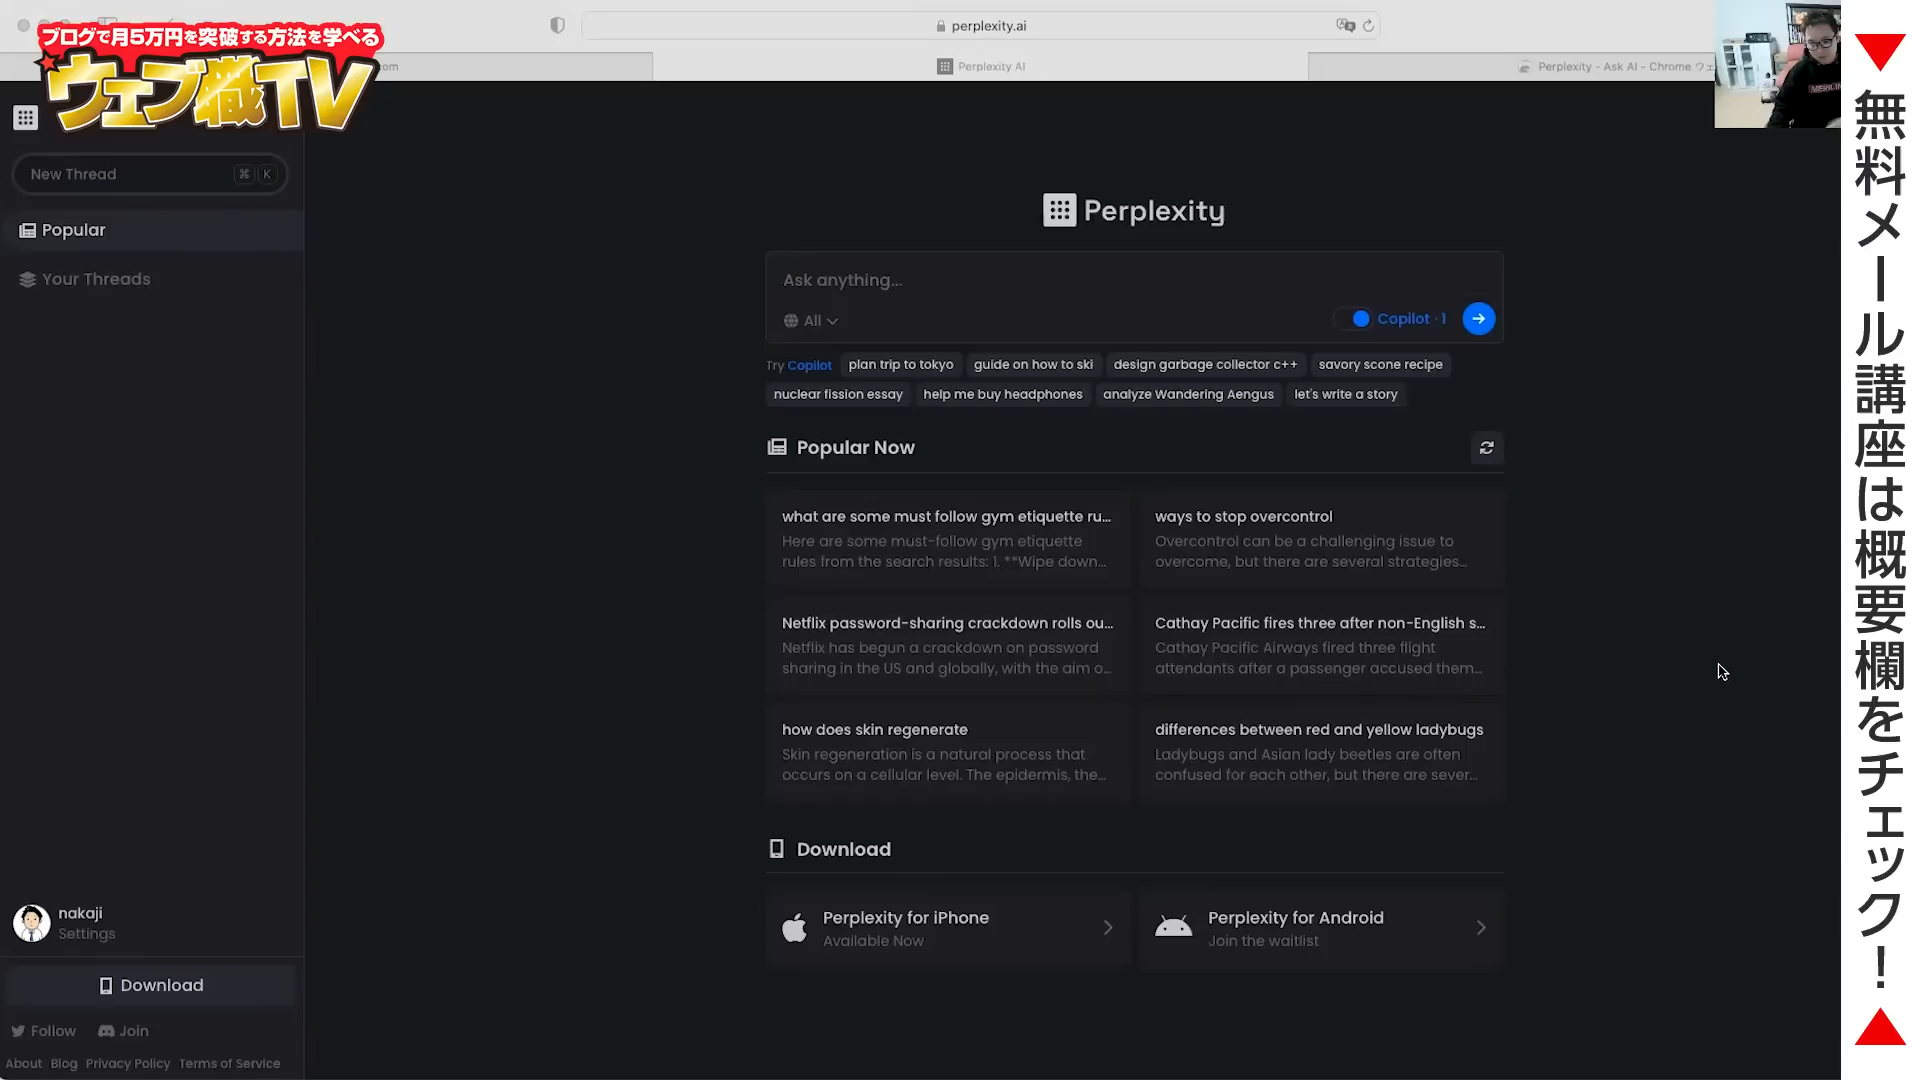 perplexity.ai
com
Perplexity AI
Perplexity - Ask AI - Chrome ウェ
ブログで月5万円を突破する方法を学べる
ウェブ職TV
New Thread
⌘ K
Popular
Your Threads
Perplexity
Ask anything...
All
Copilot · 1
Try Copilot
plan trip to tokyo
guide on how to ski
design garbage collector c++
savory scone recipe
nuclear fission essay
help me buy headphones
analyze Wandering Aengus
let's write a story
Popular Now
what are some must follow gym etiquette ru...
Here are some must-follow gym etiquette
rules from the search results: 1. **Wipe down...
ways to stop overcontrol
Overcontrol can be a challenging issue to
overcome, but there are several strategies...
Netflix password-sharing crackdown rolls ou...
Netflix has begun a crackdown on password
sharing in the US and globally, with the aim o...
Cathay Pacific fires three after non-English s...
Cathay Pacific Airways fired three flight
attendants after a passenger accused them...
how does skin regenerate
Skin regeneration is a natural process that
occurs on a cellular level. The epidermis, the...
differences between red and yellow ladybugs
Ladybugs and Asian lady beetles are often
confused for each other, but there are sever...
Download
Perplexity for iPhone
Available Now
Perplexity for Android
Join the waitlist
nakaji
Settings
Download
Follow
Join
About Blog Privacy Policy Terms of Service
無料メール講座は概要欄をチェック！